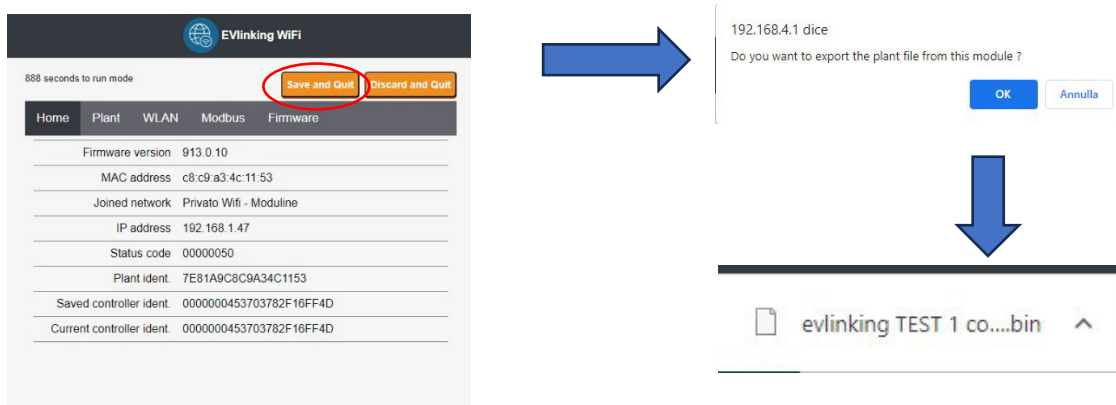 EVlinking WiFi
888 seconds to run mode
Save and Quit Discard and Quit
Home Plant WLAN Modbus Firmware
Firmware version 913.0.10
MAC address c8:c9:a3:4c:11:53
Joined network Privato Wifi - Moduline
IP address 192.168.1.47
Status code 00000050
Plant ident. 7E81A9C8C9A34C1153
Saved controller ident. 0000000453703782F16FF4D
Current controller ident. 0000000453703782F16FF4D
192.168.4.1 dice
Do you want to export the plant file from this module ?
OK Annulla
evlinking TEST 1 co....bin